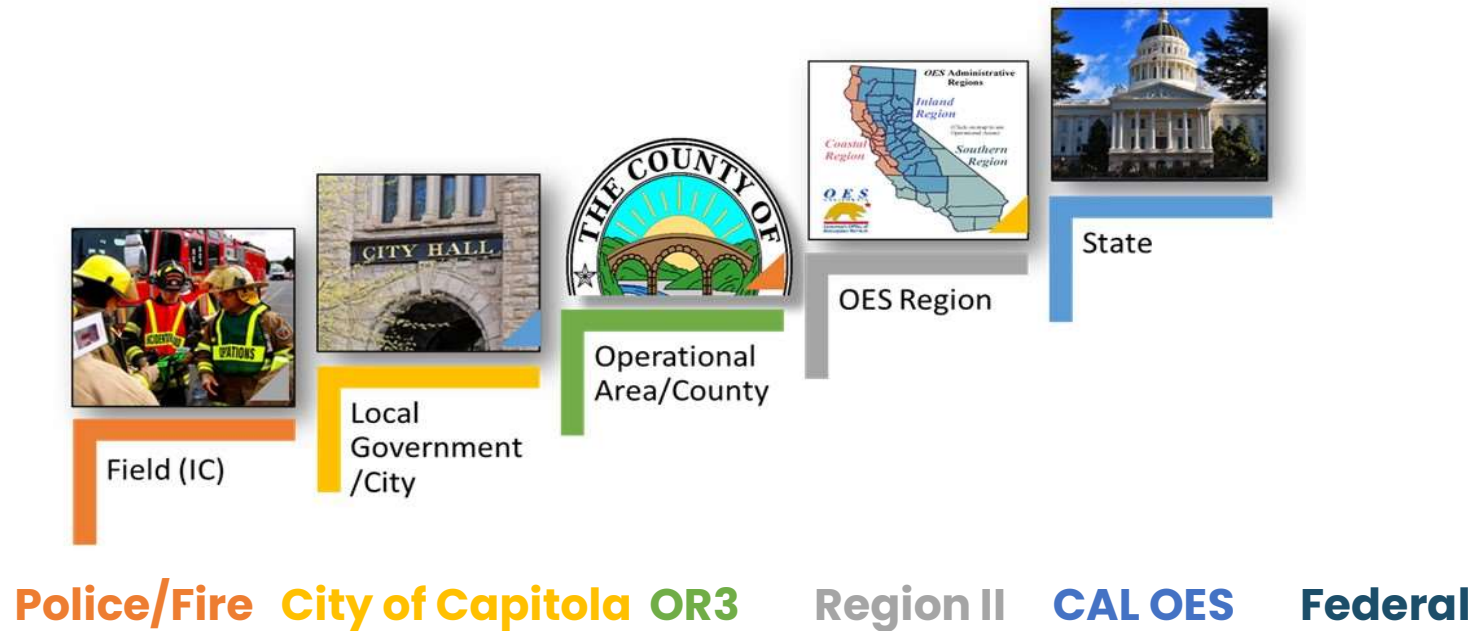 OES Administrative
Regions
Inland
Region
Coastal
Region
Southern
Region
OES
THE COUNTY OF
CITY HALL
OPERATIONS
State
OES Region
Operational
Area/County
Local
Government
/City
Field (IC)
Police/Fire City of Capitola OR3 Region II CAL OES Federal